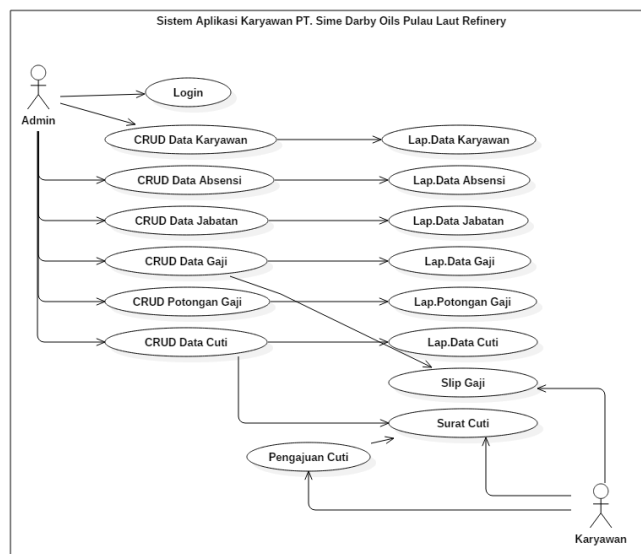 Sistem Aplikasi Karyawan PT. Sime Darby Oils Pulau Laut Refinery
Login
Admin
CRUD Data Karyawan
Lap.Data Karyawan
CRUD Data Absensi
Lap.Data Absensi
CRUD Data Jabatan
Lap.Data Jabatan
CRUD Data Gaji
Lap.Data Gaji
CRUD Potongan Gaji
Lap.Potongan Gaji
CRUD Data Cuti
Lap.Data Cuti
Slip Gaji
Surat Cuti
Pengajuan Cuti
Karyawan